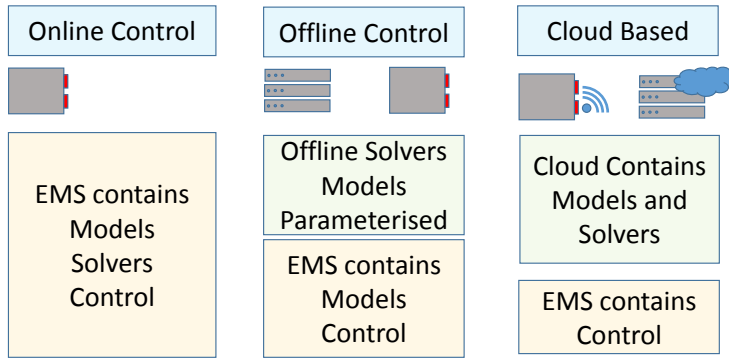 Online Control
Offline Control
Cloud Based
EMS contains
Models
Solvers
Control
Offline Solvers
Models
Parameterised
EMS contains
Models
Control
Cloud Contains
Models and
Solvers
EMS contains
Control